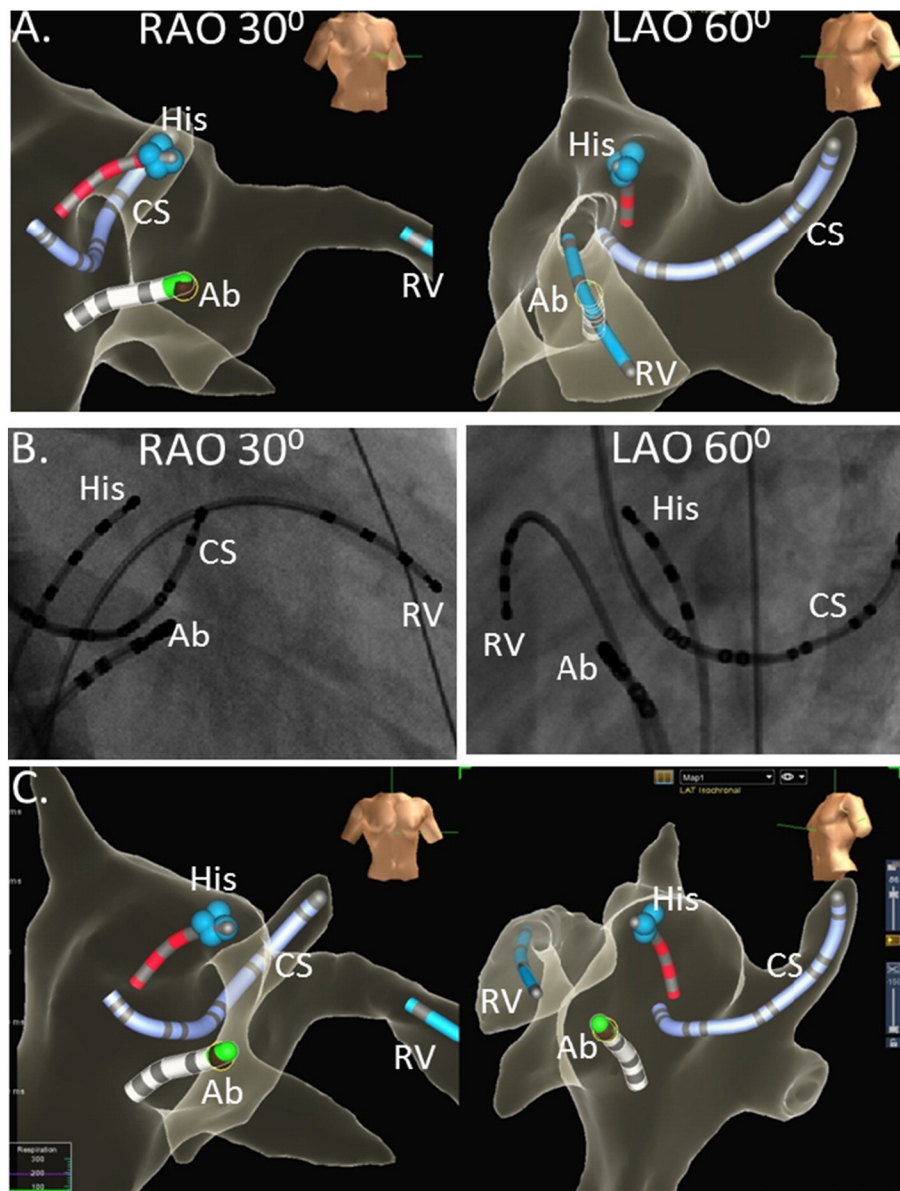 A.
RAO 30⁰
LAO 60⁰
His
CS
Ab
RV
His
CS
Ab
RV
B.
RAO 30⁰
LAO 60⁰
His
CS
RV
Ab
His
CS
RV
Ab
C.
Map1
LAT Isochronal
His
CS
RV
Ab
His
CS
RV
Ab
Respiration
300
200
100